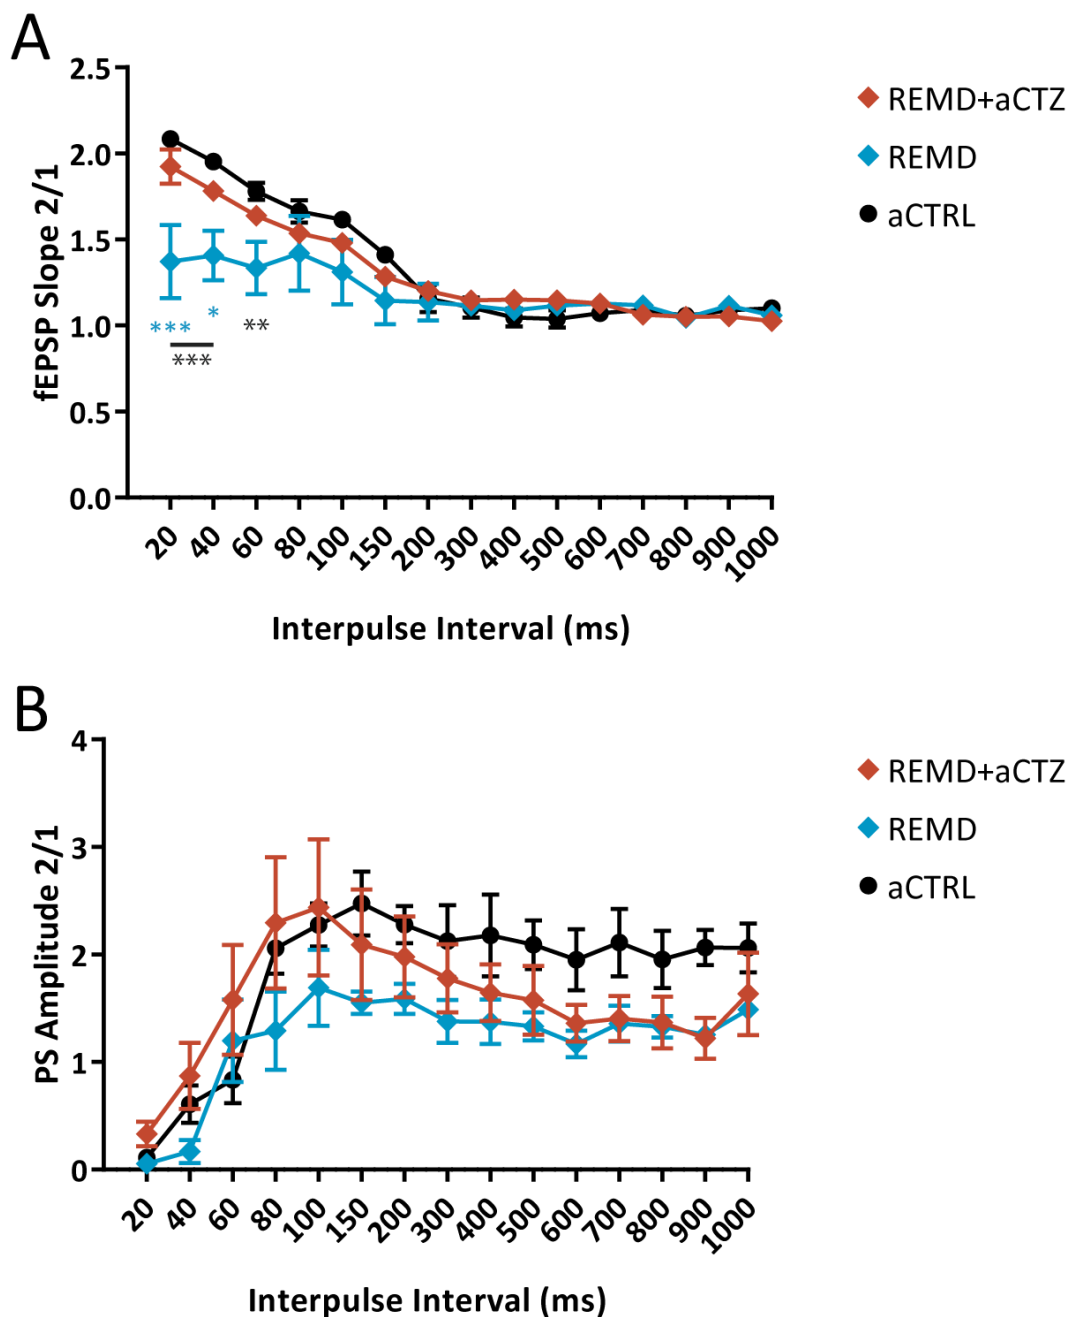 A
2.5
2.0
1.5
1.0
0.5
0.0
fEPSP Slope 2/1
REMD+aCTZ
REMD
aCTRL
*** * **
***
20 40 60 80 100 150 200 300 400 500 600 700 800 900 1000
Interpulse Interval (ms)
B
4
3
2
1
0
PS Amplitude 2/1
REMD+aCTZ
REMD
aCTRL
20 40 60 80 100 150 200 300 400 500 600 700 800 900 1000
Interpulse Interval (ms)